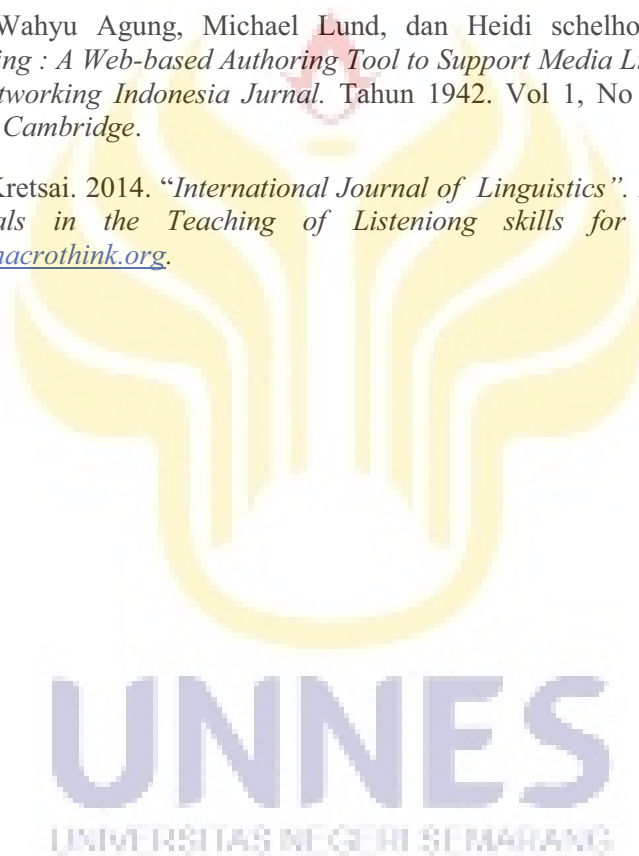 Wahyu Agung, Michael Lund, dan Heidi schelho
ing : A Web-based Authoring Tool to Support Media Li
tworking Indonesia Jurnal. Tahun 1942. Vol 1, No
Cambridge.
Kretsai. 2014. “International Journal of Linguistics”.
als in the Teaching of Listeniong skills for
nacrothink.org.
UNNES
UNIVERSITAS NEGERI SEMARANG